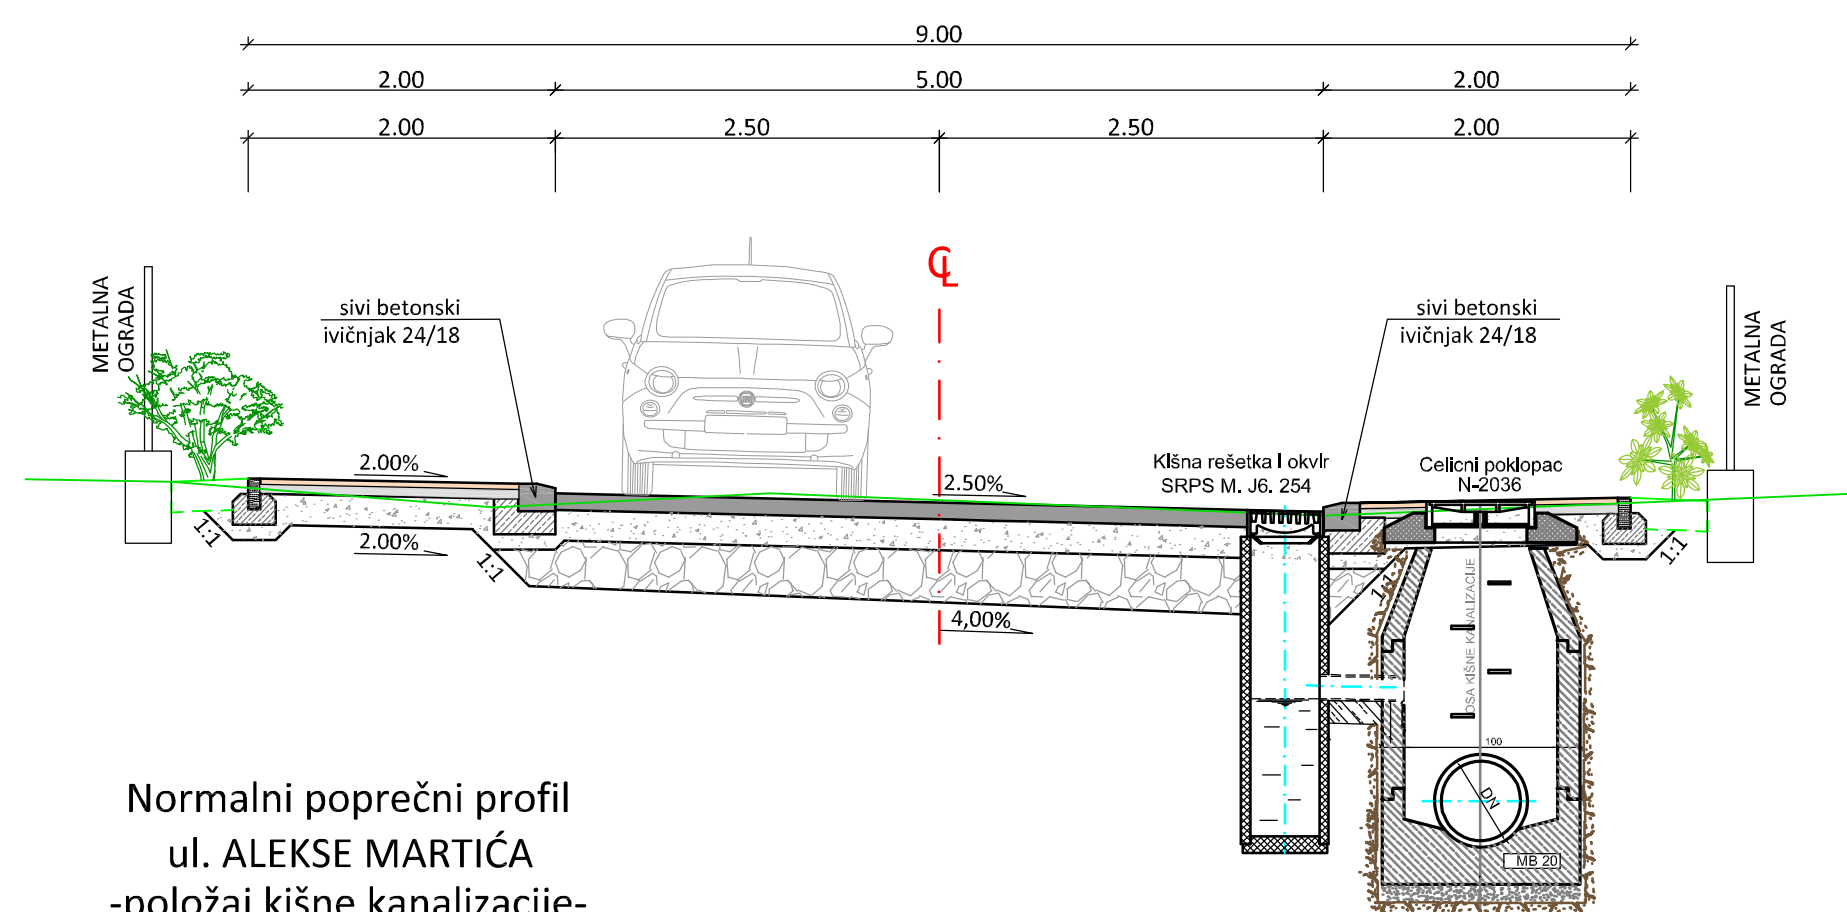 9.00
2.00 5.00 2.00
2.00 2.50 2.50 2.00
℄
METALNA
OGRADA
sivi betonski
ivičnjak 24/18
sivi betonski
ivičnjak 24/18
METALNA
OGRADA
Kišna rešetka I okvir
SRPS M. J6. 254
Celicni poklopac
N-2036
2.00%
2.50%
1:1
2.00%
1:1
1:1
1:1
4,00%
OSA KIŠNE KANALIZACIJE
100
DN
MB 20
Normalni poprečni profil
ul. ALEKSE MARTIĆA
-položaj kišne kanalizacije-